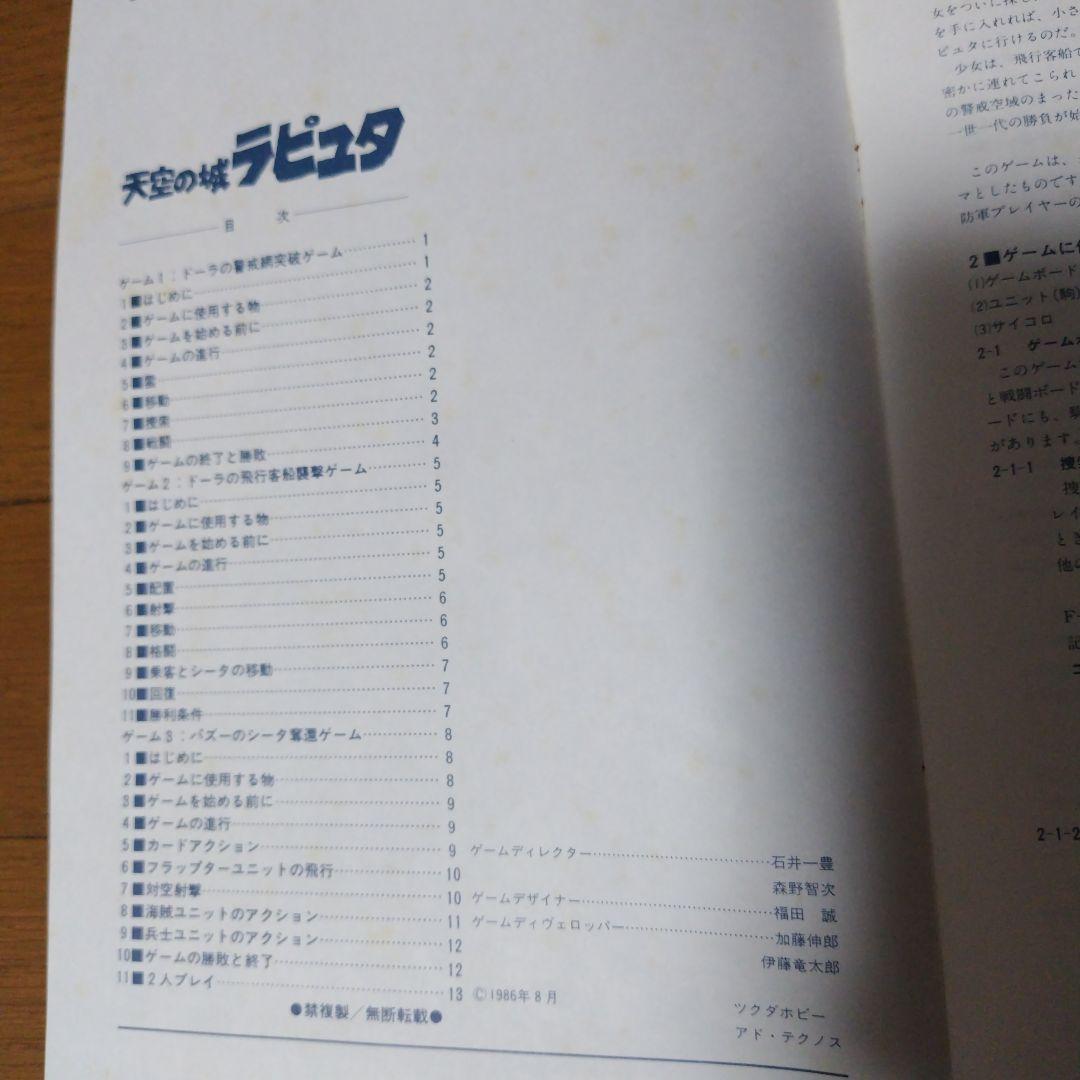 天空の城ラピュタ
目 次
ゲーム1：ドーラの警戒網突破ゲーム…………1
1■はじめに…………1
2■ゲームに使用する物…………2
3■ゲームを始める前に…………2
4■ゲームの進行…………2
5■雲…………2
6■移動…………2
7■捜索…………2
8■戦闘…………3
9■ゲームの終了と勝敗…………4
ゲーム2：ドーラの飛行客船襲撃ゲーム…………5
1■はじめに…………5
2■ゲームに使用する物…………5
3■ゲームを始める前に…………5
4■ゲームの進行…………5
5■配置…………5
6■射撃…………6
7■移動…………6
8■格闘…………6
9■乗客とシータの移動…………7
10■回復…………7
11■勝利条件…………7
ゲーム3：パズーのシータ奪還ゲーム…………8
1■はじめに…………8
2■ゲームに使用する物…………8
3■ゲームを始める前に…………9
4■ゲームの進行…………9
5■カードアクション…………9
6■フラップターユニットの飛行…………10
7■対空射撃…………10
8■海賊ユニットのアクション…………11
9■兵士ユニットのアクション…………12
10■ゲームの勝敗と終了…………12
11■2人プレイ…………13
●禁複製／無断転載●
ゲームディレクター…………石井一豊
森野智次
ゲームデザイナー…………福田 誠
ゲームディヴェロッパー…………加藤伸郎
伊藤竜太郎
©1986年8月
ツクダホビー
アド・テクノス
女をついに探し
を手に入れれば、小さ
ピュタに行けるのだ。
少女は、飛行客船で
密かに連れてこられ
の警戒空域のまった
一世一代の勝負が始
このゲームは、
マとしたものです
防軍プレイヤーの
2■ゲームに
(1)ゲームボード
(2)ユニット(駒)
(3)サイコロ
2-1 ゲーム
このゲーム
と戦闘ボード
ードにも、
があります。
2-1-1 捜
捜
レイ
とき
他の
F-
記
2-1-2